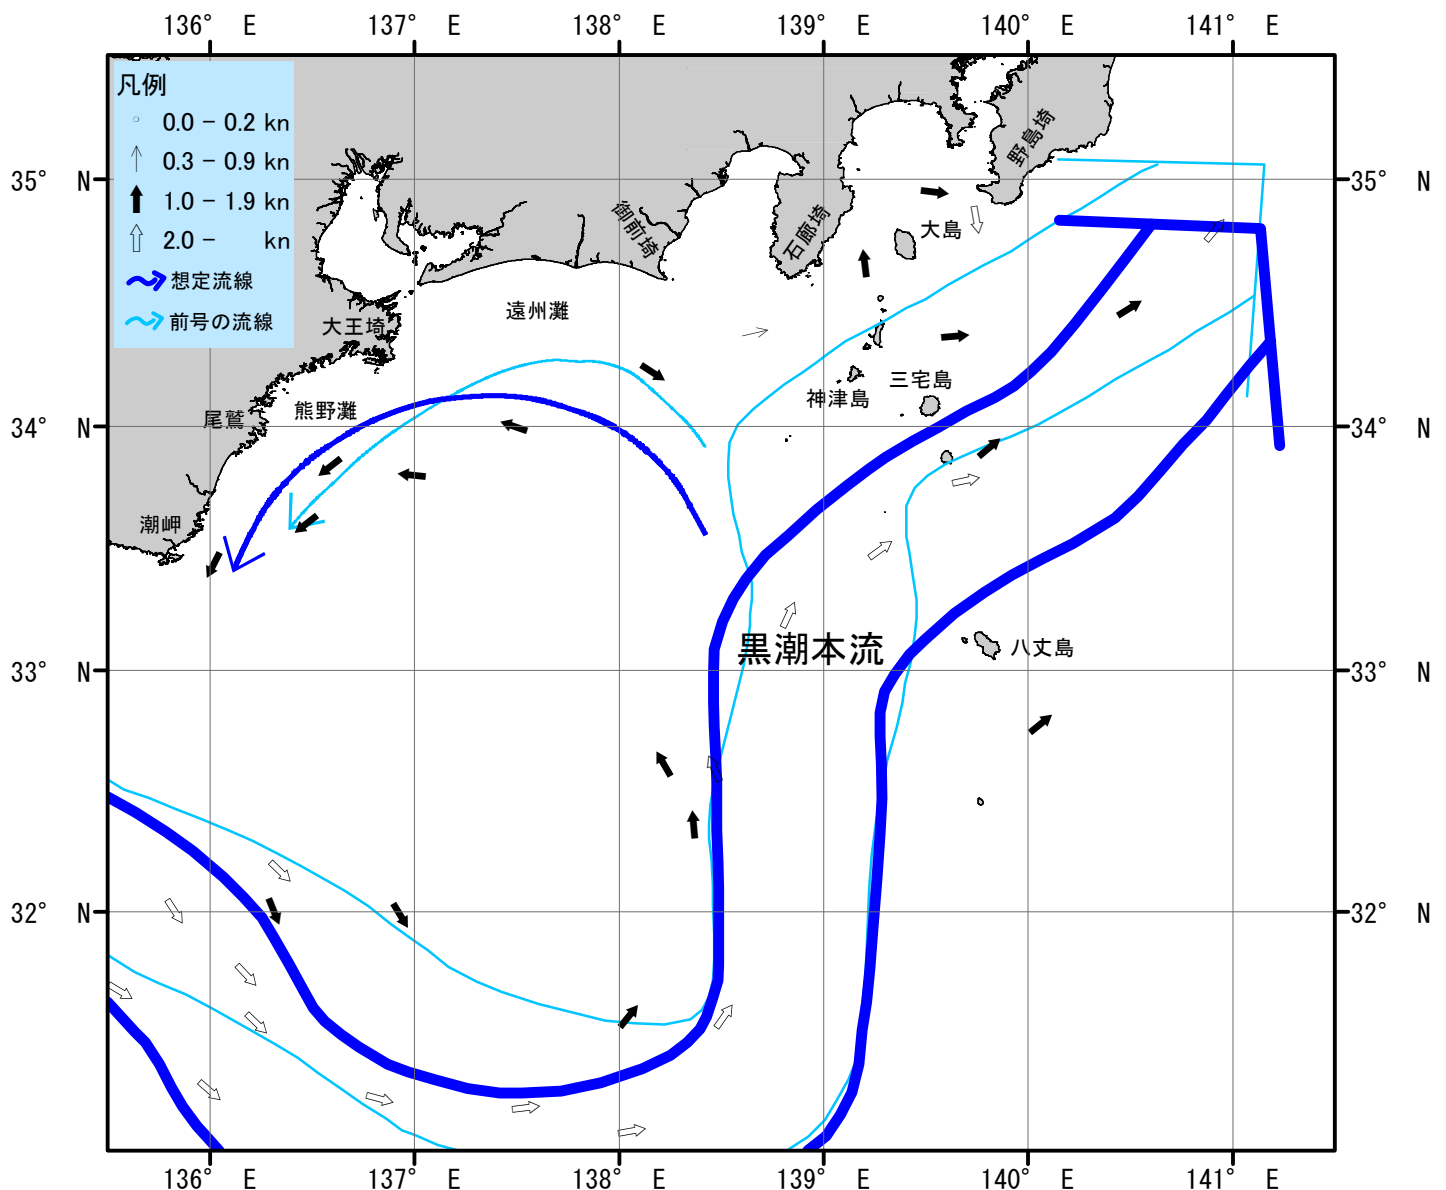 136° E 137° E 138° E 139° E 140° E 141° E
凡例
0.0 - 0.2 kn
0.3 - 0.9 kn
1.0 - 1.9 kn
2.0 - kn
想定流線
前号の流線
野島埼
35° N
35° N
御前埼
石廊埼
大島
遠州灘
大王埼
三宅島
神津島
熊野灘
尾鷲
34° N
34° N
潮岬
黒潮本流
八丈島
33° N
33° N
32° N
32° N
136° E 137° E 138° E 139° E 140° E 141° E